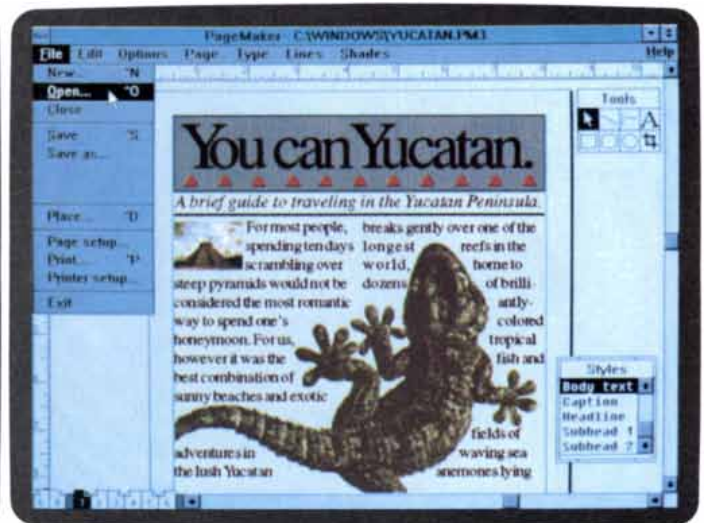 PageMaker - C:\WINDOWS\YUCATAN.PM3
File Edit Options Page Type Lines Shades Help
New... ^N
Open... ^O
Close
Save ^S
Save as...
Place... ^D
Page setup...
Print... ^P
Printer setup...
Exit
Tools
A
You can Yucatan.
A brief guide to traveling in the Yucatan Peninsula.
For most people,
spending ten days
scrambling over
steep pyramids would not be
considered the most romantic
way to spend one's
honeymoon. For us,
however it was the
best combination of
sunny beaches and exotic
adventures in
the lush Yucatan
breaks gently over one of the
longest reefs in the
world, home to
dozens of brilli-
antly-
colored
tropical
fish and
fields of
waving sea
anemones lying
Styles
Body text
Caption
Headline
Subhead 1
Subhead 2